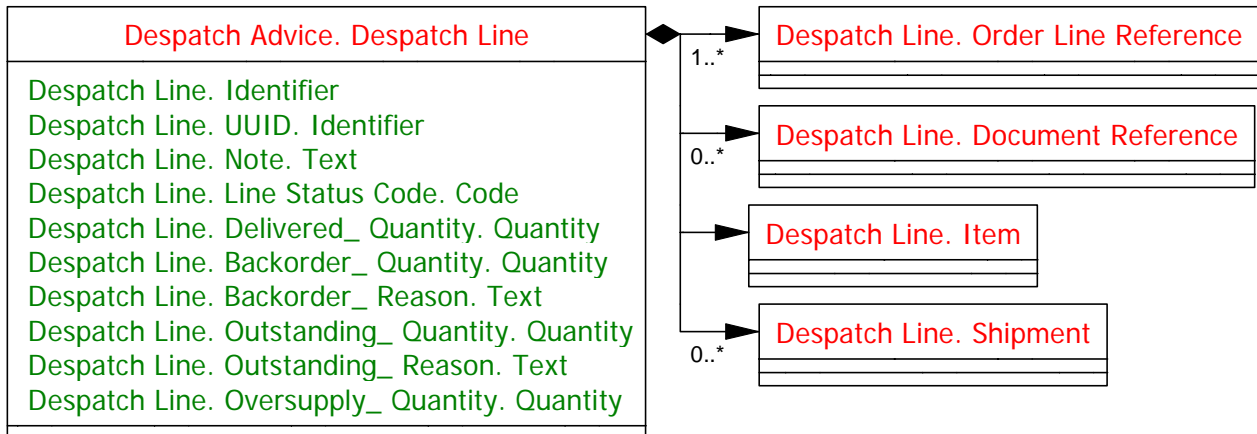 Despatch Advice. Despatch Line
Despatch Line. Identifier
Despatch Line. UUID. Identifier
Despatch Line. Note. Text
Despatch Line. Line Status Code. Code
Despatch Line. Delivered_ Quantity. Quantity
Despatch Line. Backorder_ Quantity. Quantity
Despatch Line. Backorder_ Reason. Text
Despatch Line. Outstanding_ Quantity. Quantity
Despatch Line. Outstanding_ Reason. Text
Despatch Line. Oversupply_ Quantity. Quantity
1..*
Despatch Line. Order Line Reference
0..*
Despatch Line. Document Reference
Despatch Line. Item
0..*
Despatch Line. Shipment